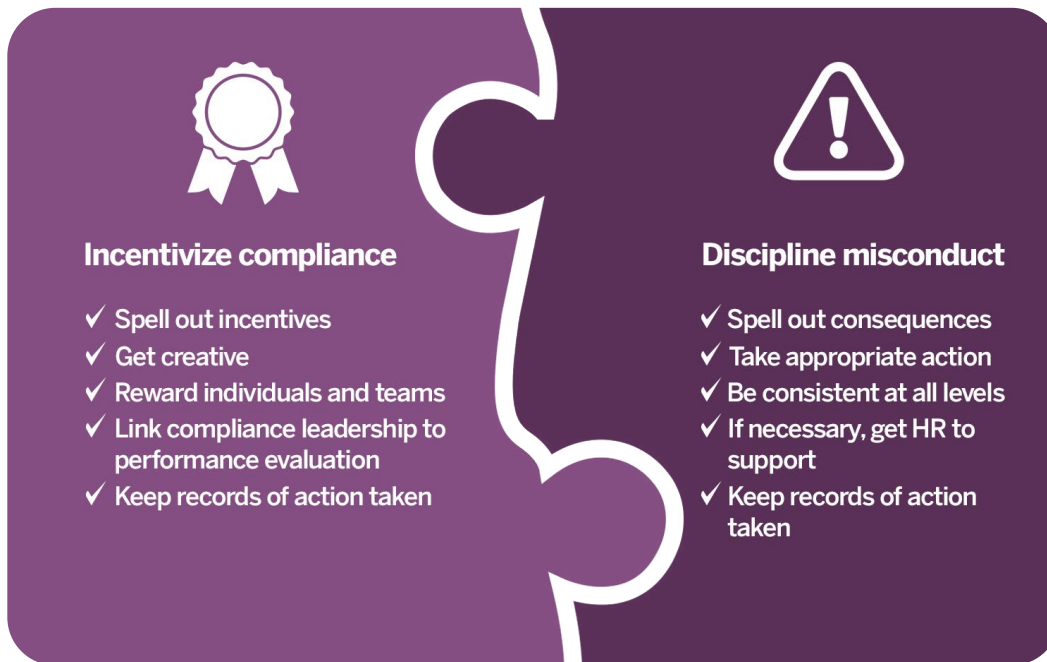 Incentivize compliance
✓ Spell out incentives
✓ Get creative
✓ Reward individuals and teams
✓ Link compliance leadership to
performance evaluation
✓ Keep records of action taken
!
Discipline misconduct
✓ Spell out consequences
✓ Take appropriate action
✓ Be consistent at all levels
✓ If necessary, get HR to
support
✓ Keep records of action
taken